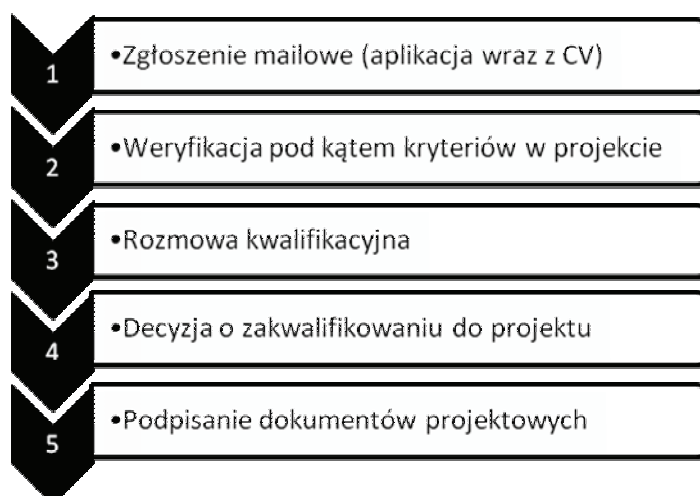 1
•Zgłoszenie mailowe (aplikacja wraz z CV)
2
•Weryfikacja pod kątem kryteriów w projekcie
3
•Rozmowa kwalifikacyjna
4
•Decyzja o zakwalifikowaniu do projektu
5
•Podpisanie dokumentów projektowych